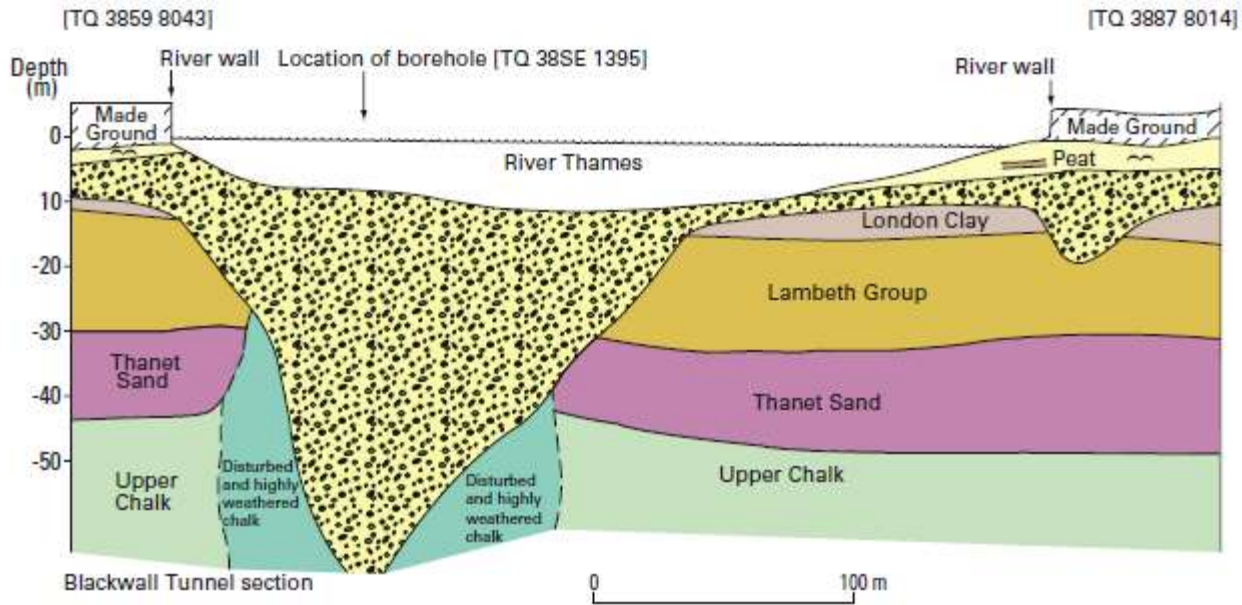 [TQ 3859 8043]
[TQ 3887 8014]
River wall
Location of borehole [TQ 38SE 1395]
River wall
Depth
(m)
Made
Ground
Made Ground
0
River Thames
Peat
10
London Clay
-20
Lambeth Group
-30
Thanet
Sand
-40
Thanet Sand
-50
Upper
Chalk
Disturbed
and highly
weathered
chalk
Disturbed
and highly
weathered
chalk
Upper Chalk
Blackwall Tunnel section
0
100 m